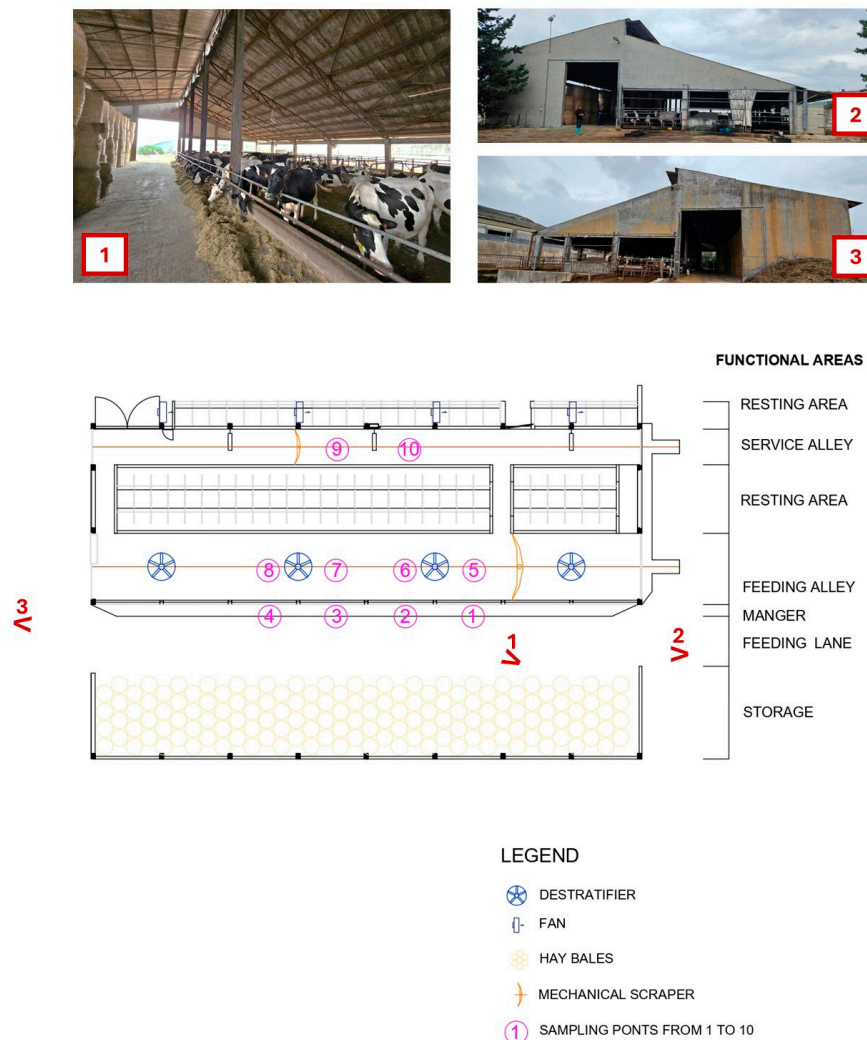 1
2
3
FUNCTIONAL AREAS
RESTING AREA
SERVICE ALLEY
9
10
RESTING AREA
8
7
6
5
FEEDING ALLEY
4
3
2
1
MANGER
3
1
2
FEEDING LANE
STORAGE
LEGEND
DESTRATIFIER
FAN
HAY BALES
MECHANICAL SCRAPER
1 SAMPLING PONTS FROM 1 TO 10